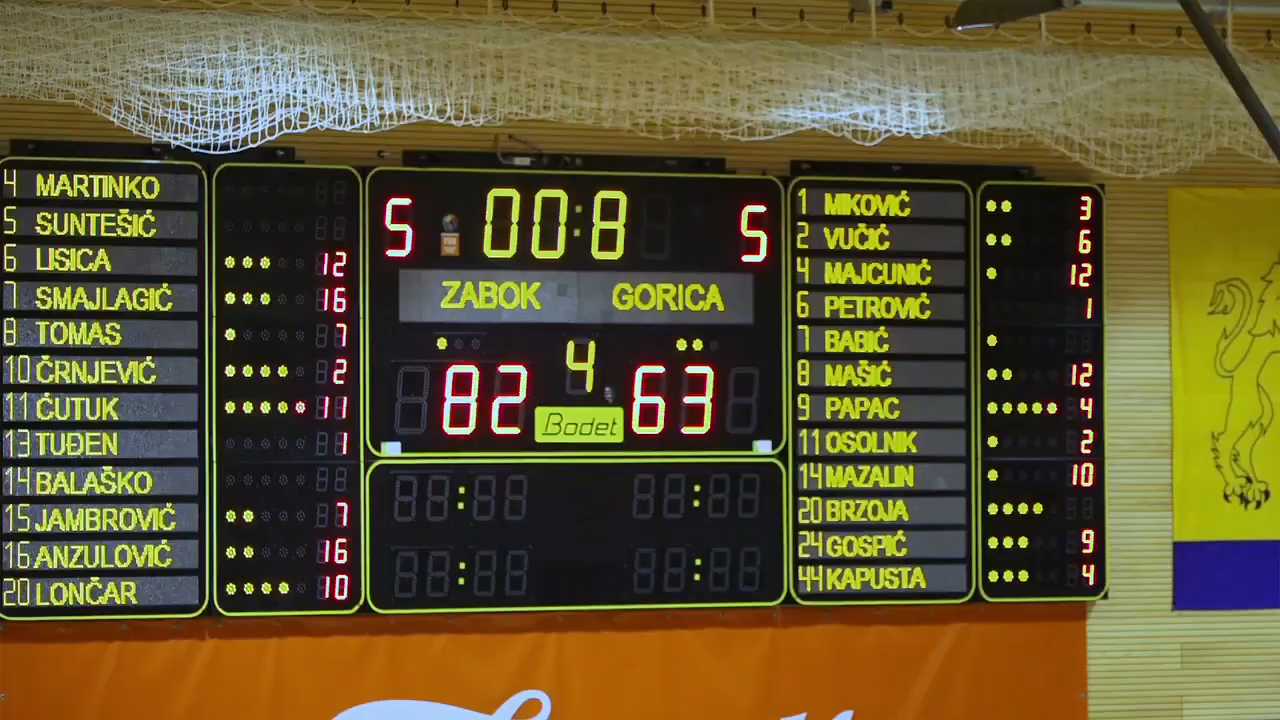 4 MARTINKO
5 SUNTEŠIĆ
6 LISICA 12
7 SMAJLAGIĆ 16
8 TOMAS 7
10 ČRNJEVIĆ 2
11 ĆUTUK 11
13 TUĐEN 1
14 BALAŠKO
15 JAMBROVIĆ 7
16 ANZULOVIĆ 16
20 LONČAR 10
5 00:8 5
ZABOK GORICA
4
82 63
Bodet
1 MIKOVIĆ 3
2 VUČIĆ 6
4 MAJCUNIĆ 12
6 PETROVIĆ 1
7 BABIĆ
8 MAŠIĆ 12
9 PAPAC 4
11 OSOLNIK 2
14 MAZALIN 10
20 BRZOJA
24 GOSPIĆ 9
44 KAPUSTA 4